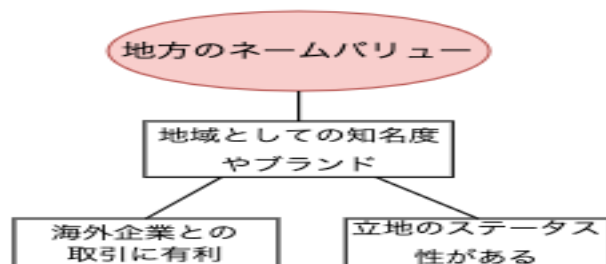 地方のネームバリュー
地域としての知名度
やブランド
海外企業との
取引に有利
立地のステータス
性がある